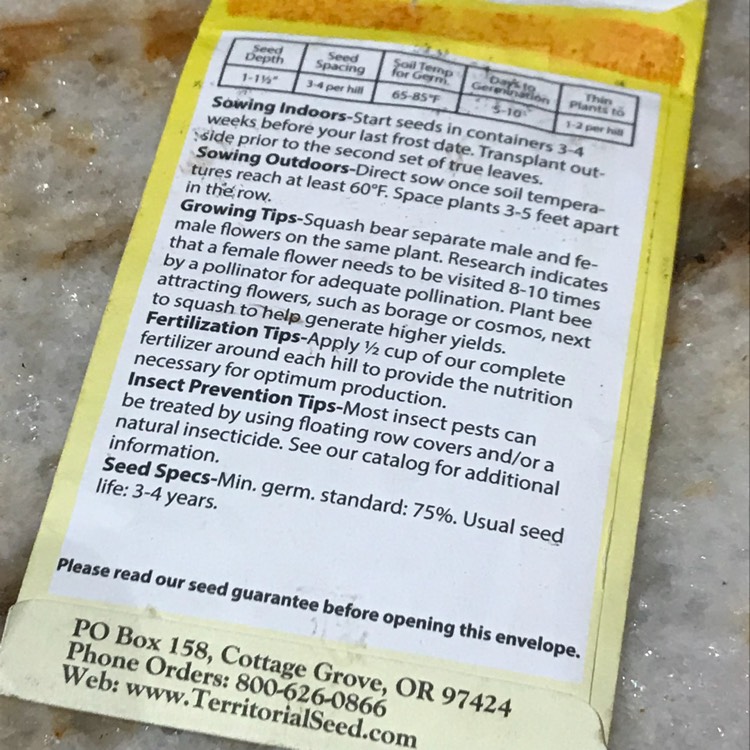 Seed Depth Seed Spacing Soil Temp for Germ. Days to Germination Thin Plants to
1-1½" 3-4 per hill 65-85°F 5-10 1-2 per hill
Sowing Indoors-Start seeds in containers 3-4
weeks before your last frost date. Transplant out-
side prior to the second set of true leaves.
Sowing Outdoors-Direct sow once soil tempera-
tures reach at least 60°F. Space plants 3-5 feet apart
in the row.
Growing Tips-Squash bear separate male and fe-
male flowers on the same plant. Research indicates
that a female flower needs to be visited 8-10 times
by a pollinator for adequate pollination. Plant bee
attracting flowers, such as borage or cosmos, next
to squash to help generate higher yields.
Fertilization Tips-Apply ½ cup of our complete
fertilizer around each hill to provide the nutrition
necessary for optimum production.
Insect Prevention Tips-Most insect pests can
be treated by using floating row covers and/or a
natural insecticide. See our catalog for additional
information.
Seed Specs-Min. germ. standard: 75%. Usual seed
life: 3-4 years.
Please read our seed guarantee before opening this envelope.
PO Box 158, Cottage Grove, OR 97424
Phone Orders: 800-626-0866
Web: www.TerritorialSeed.com